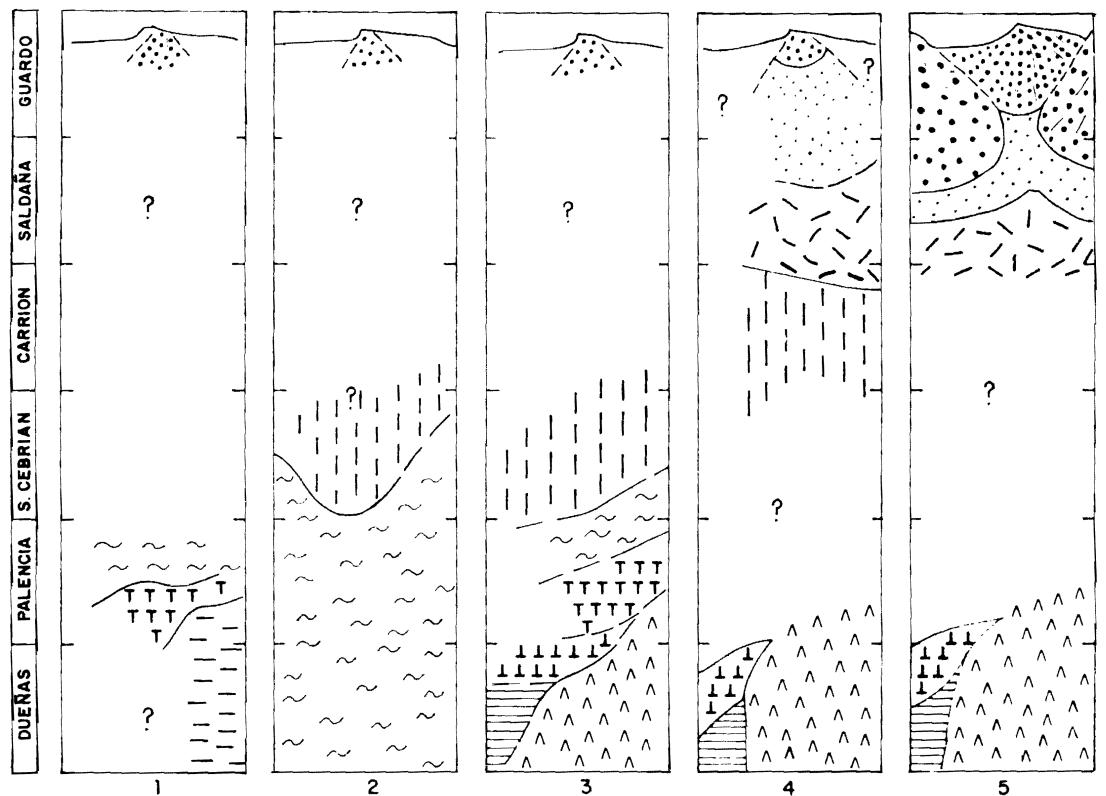 GUARDO
SALDAÑA
CARRION
S. CEBRIAN
PALENCIA
DUEÑAS
?
?
1
?
?
2
?
3
?
?
?
4
?
5